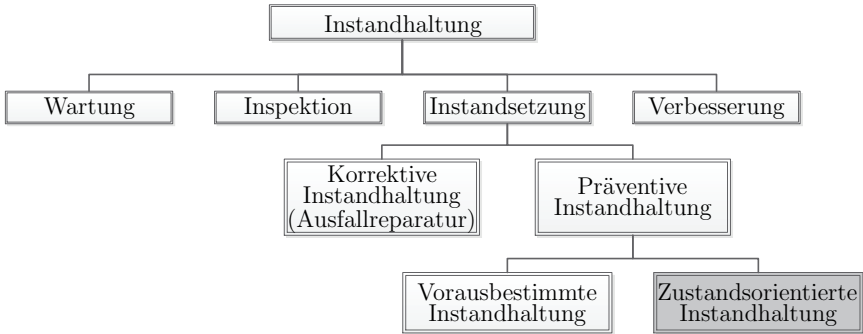 Instandhaltung
Wartung
Inspektion
Instandsetzung
Verbesserung
Korrektive
Instandhaltung
(Ausfallreparatur)
Präventive
Instandhaltung
Vorausbestimmte
Instandhaltung
Zustandsorientierte
Instandhaltung